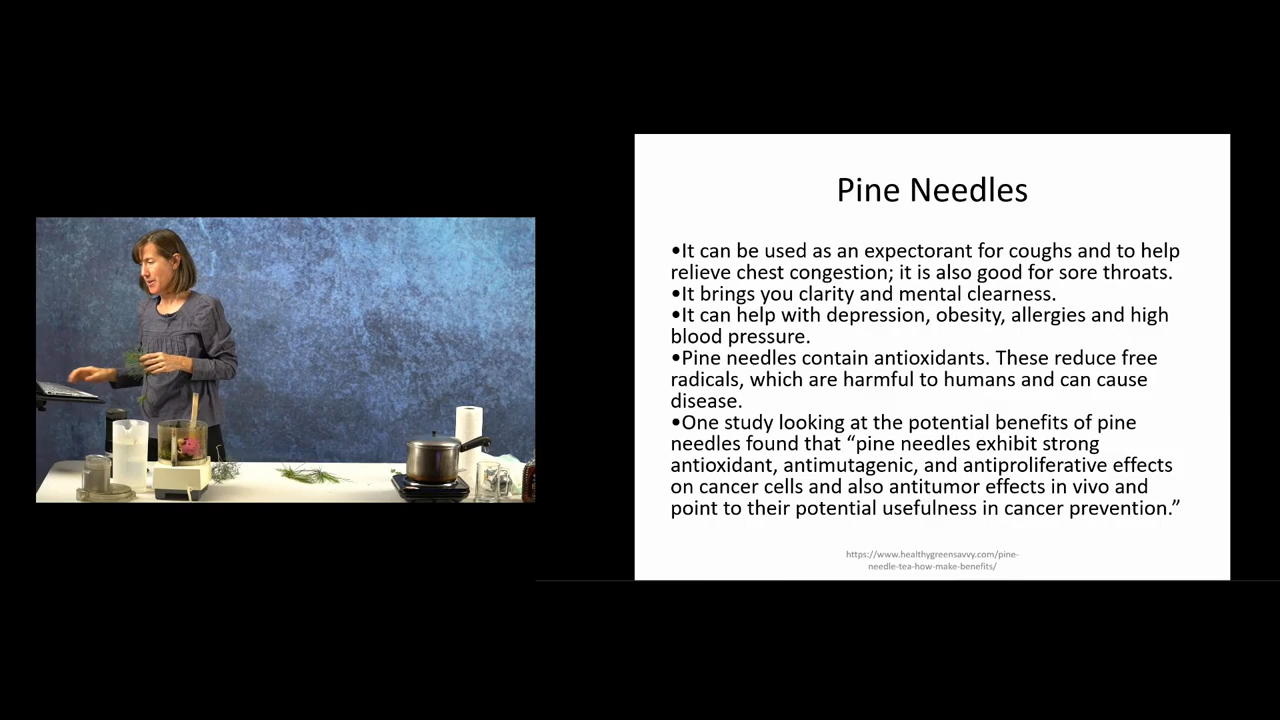 Pine Needles
•It can be used as an expectorant for coughs and to help
relieve chest congestion; it is also good for sore throats.
•It brings you clarity and mental clearness.
•It can help with depression, obesity, allergies and high
blood pressure.
•Pine needles contain antioxidants. These reduce free
radicals, which are harmful to humans and can cause
disease.
•One study looking at the potential benefits of pine
needles found that “pine needles exhibit strong
antioxidant, antimutagenic, and antiproliferative effects
on cancer cells and also antitumor effects in vivo and
point to their potential usefulness in cancer prevention.”
https://www.healthygreensavvy.com/pine-
needle-tea-how-make-benefits/